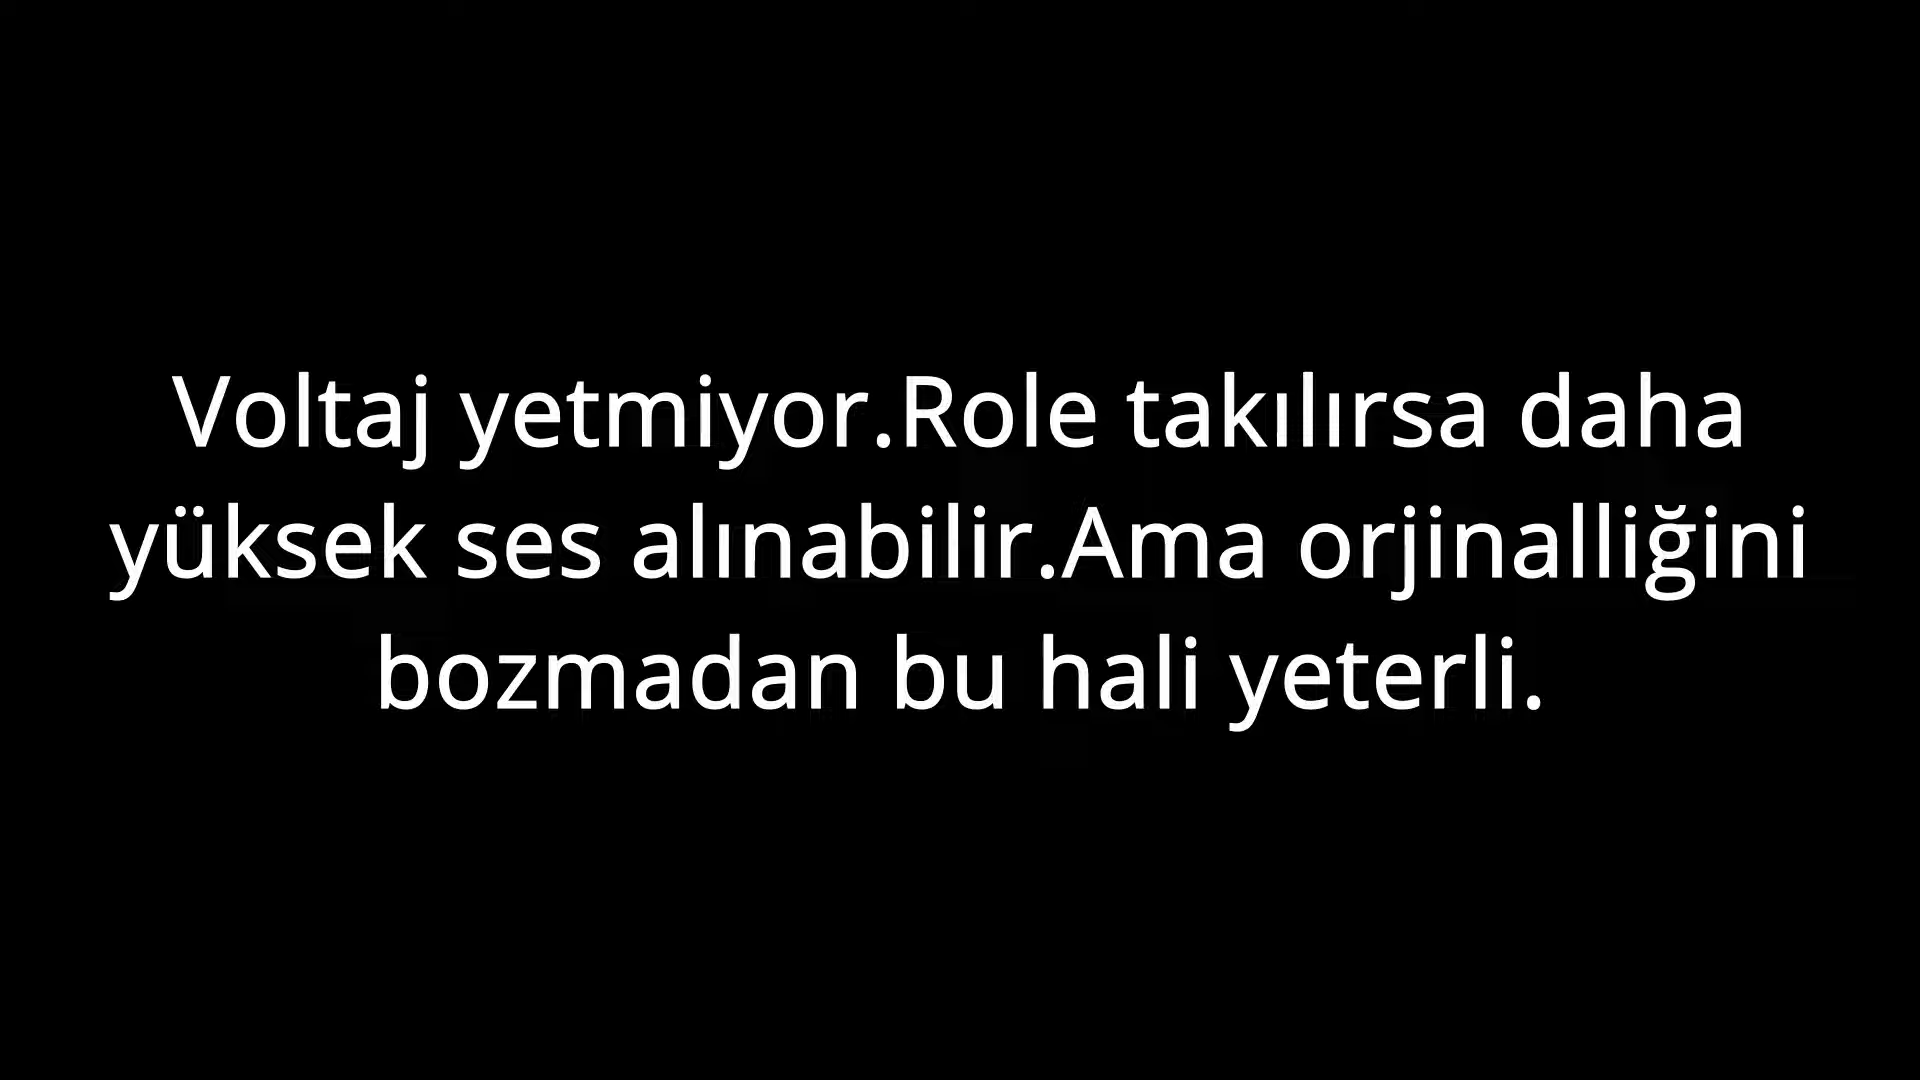 Voltaj yetmiyor.Role takılırsa daha
yüksek ses alınabilir.Ama orjinalliğini
bozmadan bu hali yeterli.